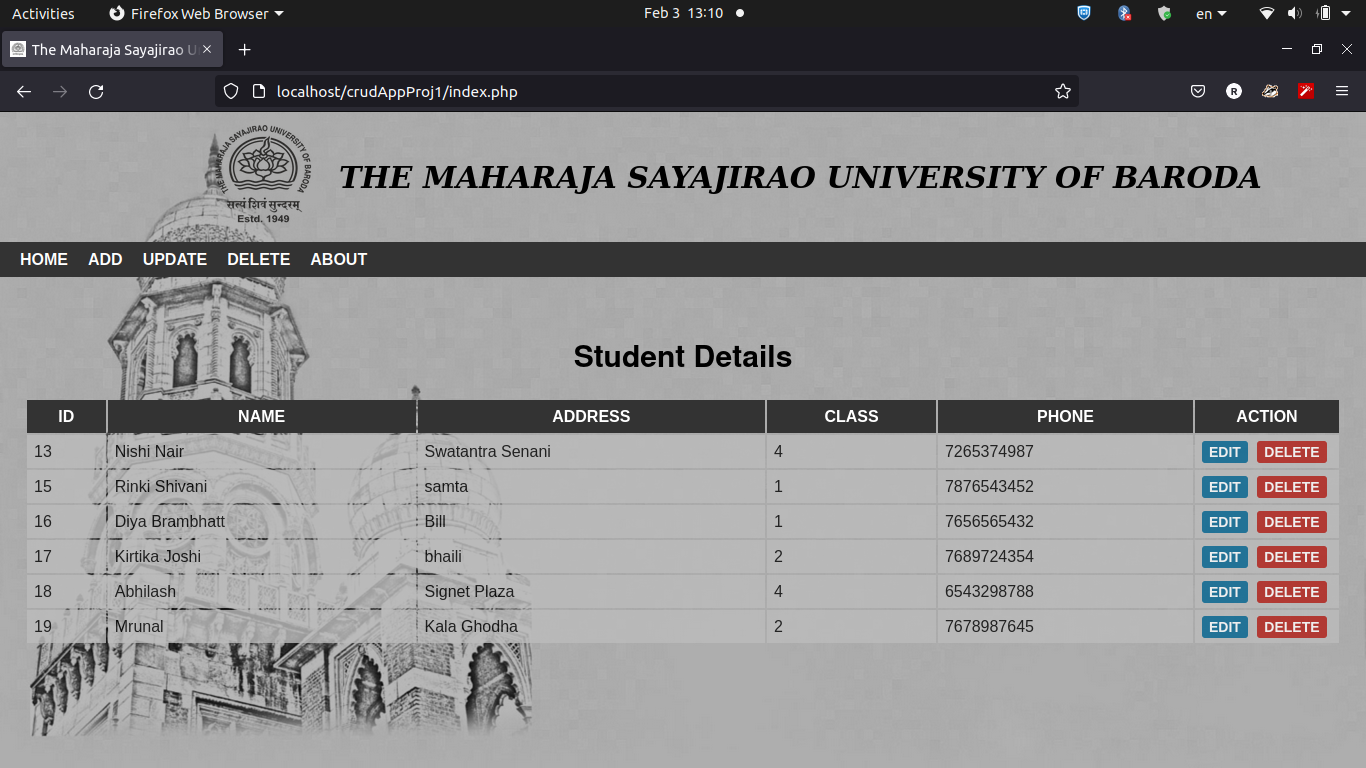 Activities Firefox Web Browser Feb 3 13:10 en
The Maharaja Sayajirao U
localhost/crudAppProj1/index.php
R
THE MAHARAJA SAYAJIRAO UNIVERSITY OF BARODA
सत्यं शिवं सुन्दरम्
Estd. 1949
THE MAHARAJA SAYAJIRAO UNIVERSITY OF BARODA
HOME ADD UPDATE DELETE ABOUT
Student Details
ID NAME ADDRESS CLASS PHONE ACTION
13 Nishi Nair Swatantra Senani 4 7265374987 EDIT DELETE
15 Rinki Shivani samta 1 7876543452 EDIT DELETE
16 Diya Brambhatt Bill 1 7656565432 EDIT DELETE
17 Kirtika Joshi bhaili 2 7689724354 EDIT DELETE
18 Abhilash Signet Plaza 4 6543298788 EDIT DELETE
19 Mrunal Kala Ghodha 2 7678987645 EDIT DELETE